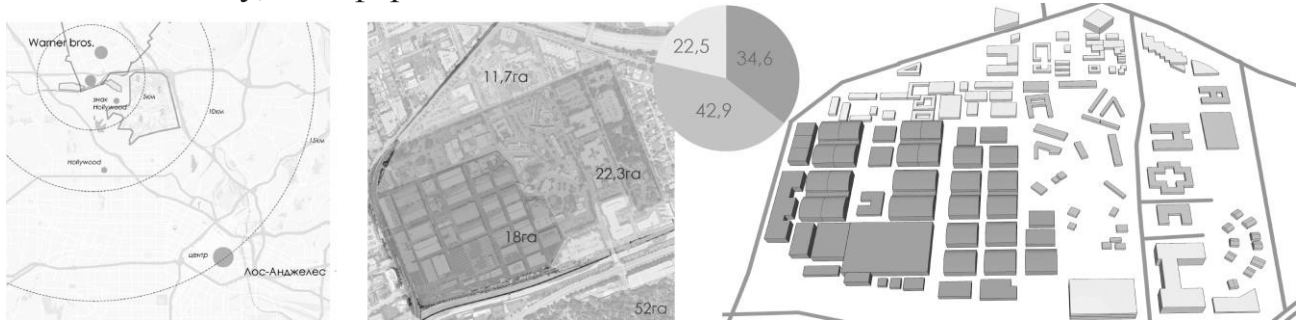 Warner bros.
знак
Hollywood
5км
10км
15км
Hollywood
центр
Лос-Анджелес
11,7га
22,3га
18га
52га
22,5
34,6
42,9